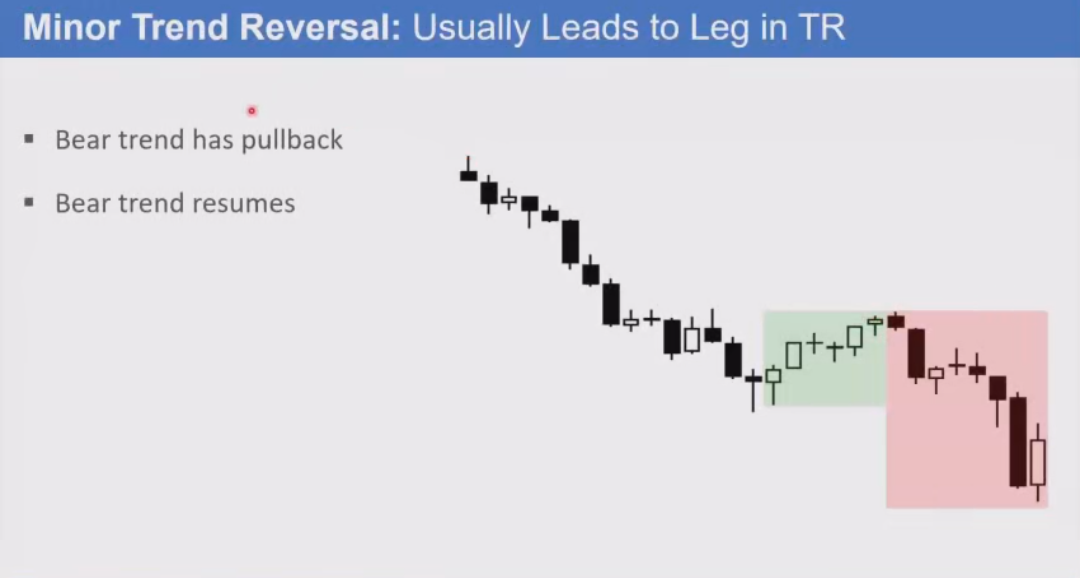 Minor Trend Reversal: Usually Leads to Leg in TR
Bear trend has pullback
Bear trend resumes